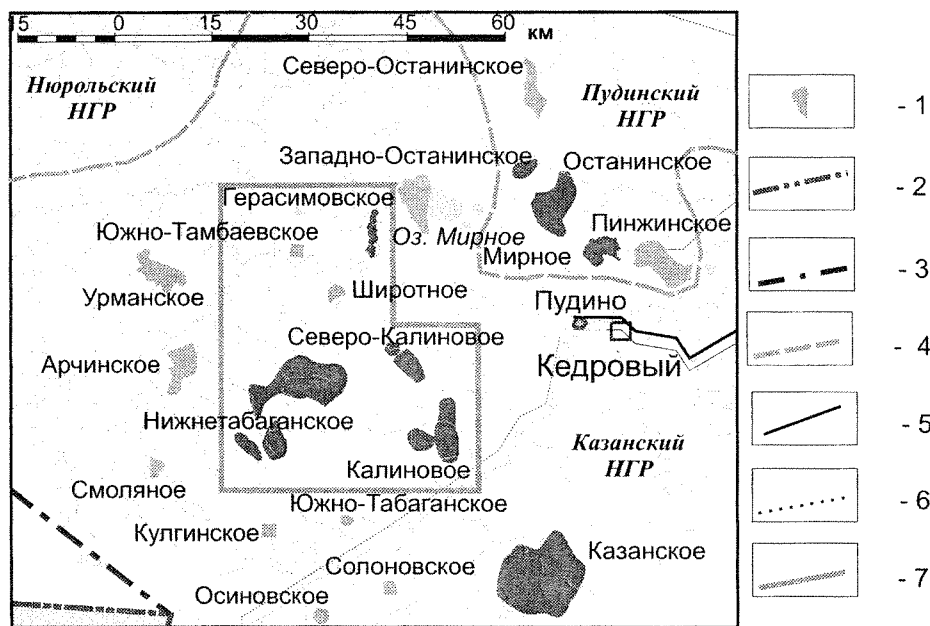 15 0 15 30 45 60 км
Северо-Останинское
Нюрольский
НГР
Пудинский
НГР
- 1
Западно-Останинское
Останинское
- 2
Герасимовское
Пинжинское
Южно-Тамбаевское
Оз. Мирное
Мирное
- 3
Урманское
Широтное
Пудино
Северо-Калиновое
- 4
Арчинское
Кедровый
- 5
Нижнетабаганское
Казанский
НГР
Калиновое
Смоляное
Южно-Табаганское
- 6
Кулгинское
Казанское
Солоновское
- 7
Осиновское